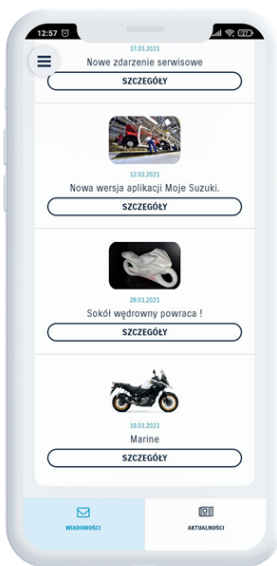 12:57
17.03.2021
Nowe zdarzenie serwisowe
SZCZEGÓŁY
12.02.2021
Nowa wersja aplikacji Moje Suzuki.
SZCZEGÓŁY
28.01.2021
Sokół wędrowny powraca !
SZCZEGÓŁY
19.01.2021
Marine
SZCZEGÓŁY
WIADOMOŚCI AKTUALNOŚCI